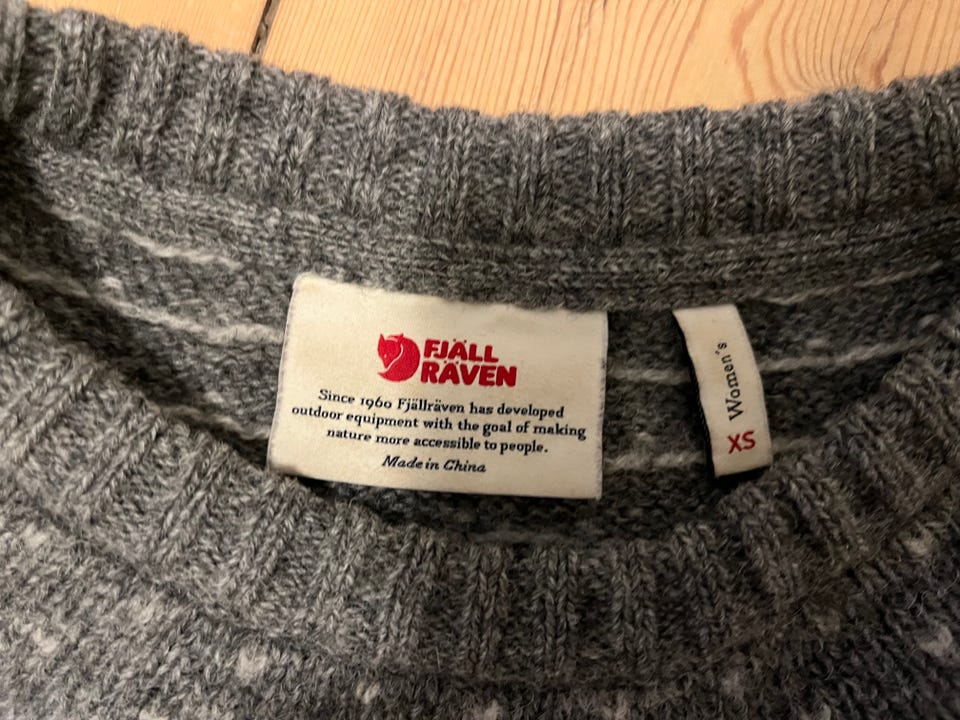 FJÄLL
RÄVEN
Since 1960 Fjällräven has developed
outdoor equipment with the goal of making
nature more accessible to people.
Made in China
Women's
XS